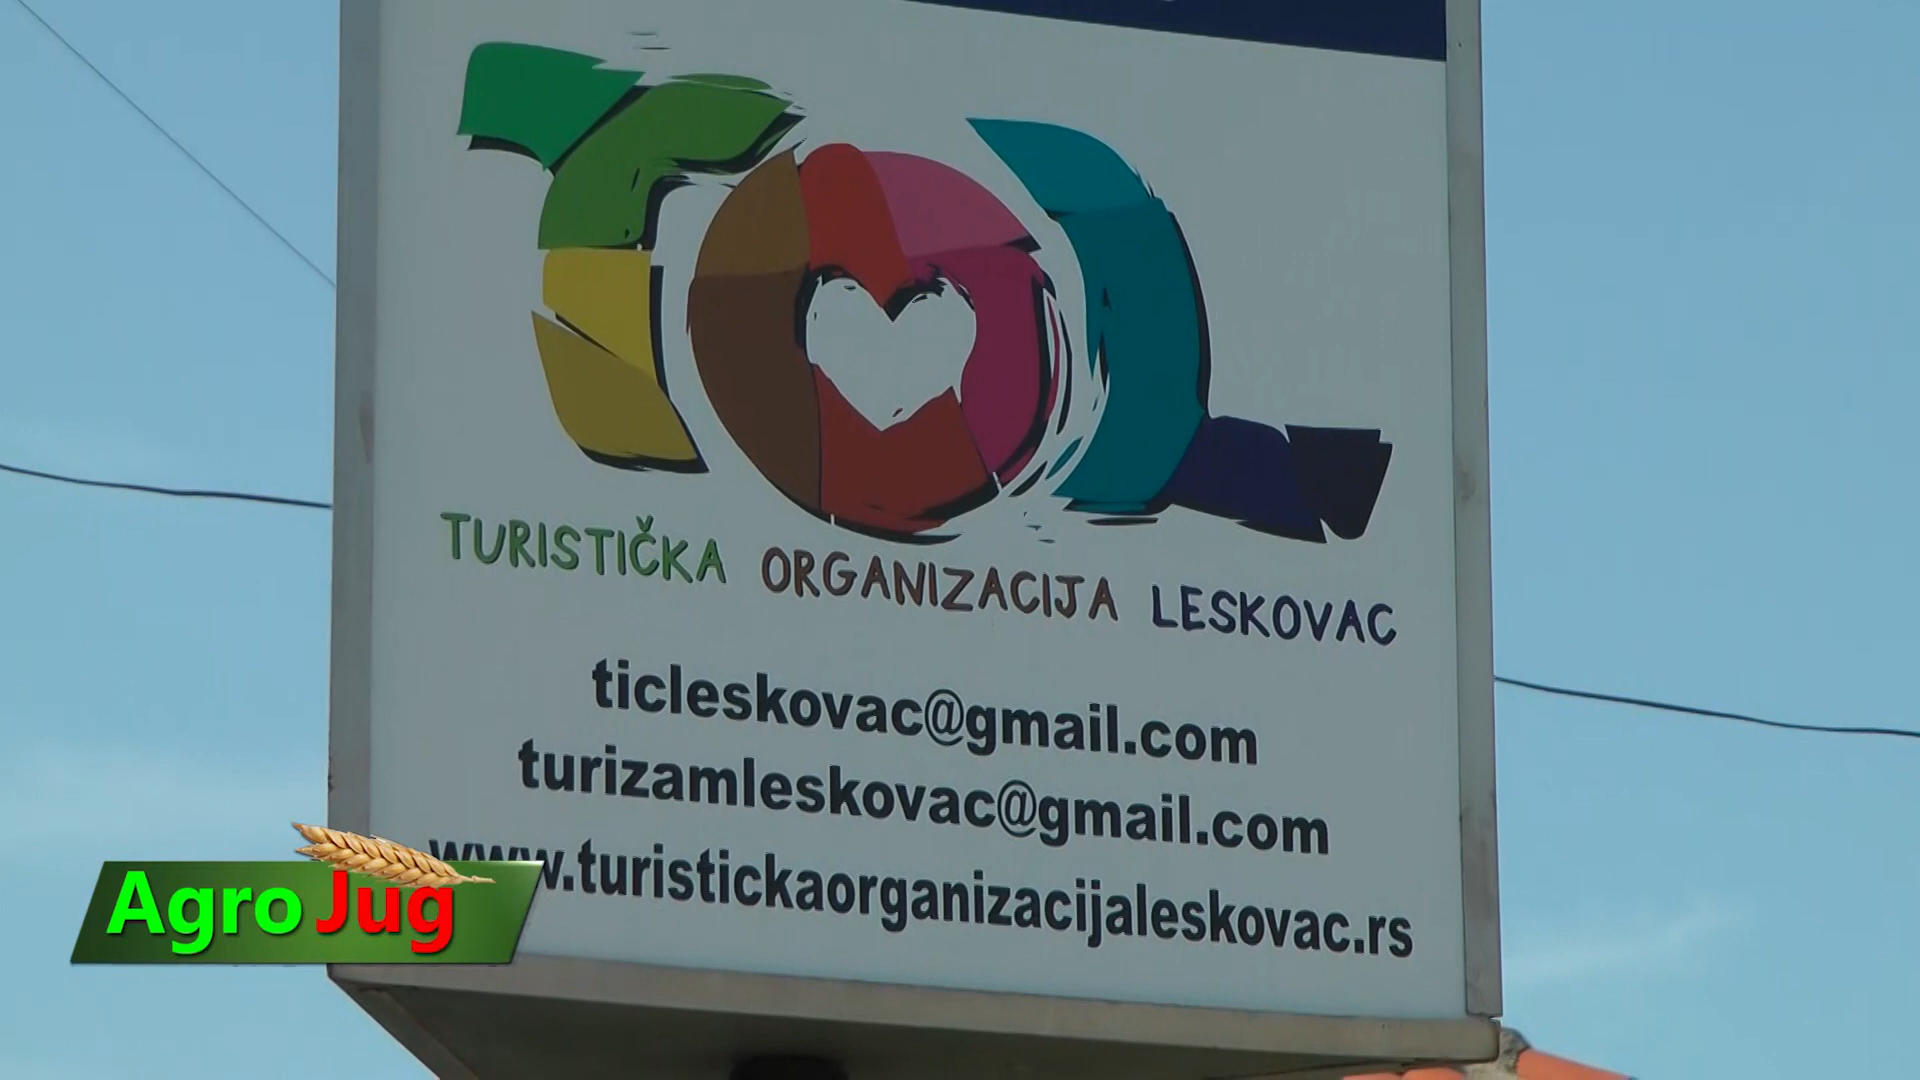 TOL
TURISTIČKA ORGANIZACIJA LESKOVAC
ticleskovac@gmail.com
turizamleskovac@gmail.com
www.turistickaorganizacijaleskovac.rs
Agro Jug